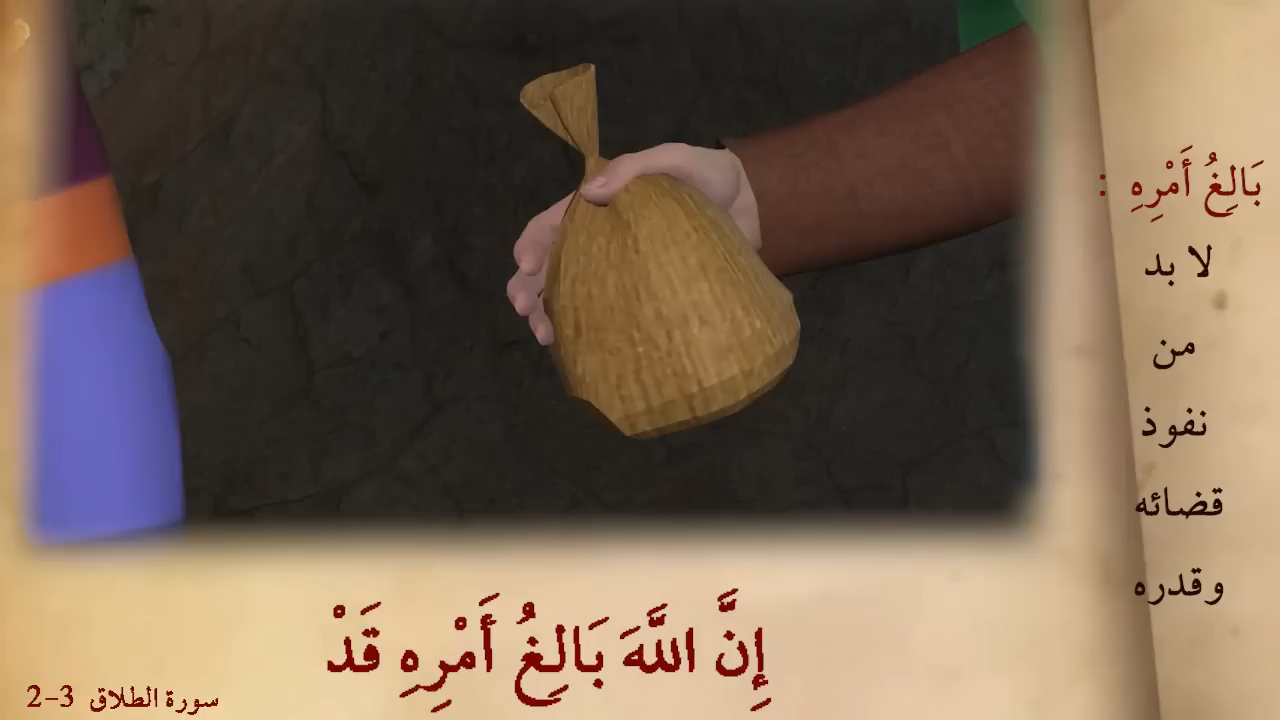 بَالِغُ أَمْرِهِ :
لا بد
من
نفوذ
قضائه
وقدره
إِنَّ اللَّهَ بَالِغُ أَمْرِهِ قَدْ
سورة الطلاق 3-2